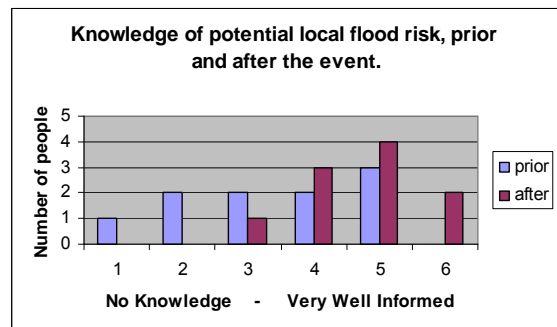 Knowledge of potential local flood risk, prior
and after the event.
Number of people
5
4
3
2
1
0
1 2 3 4 5 6
No Knowledge - Very Well Informed
prior
after